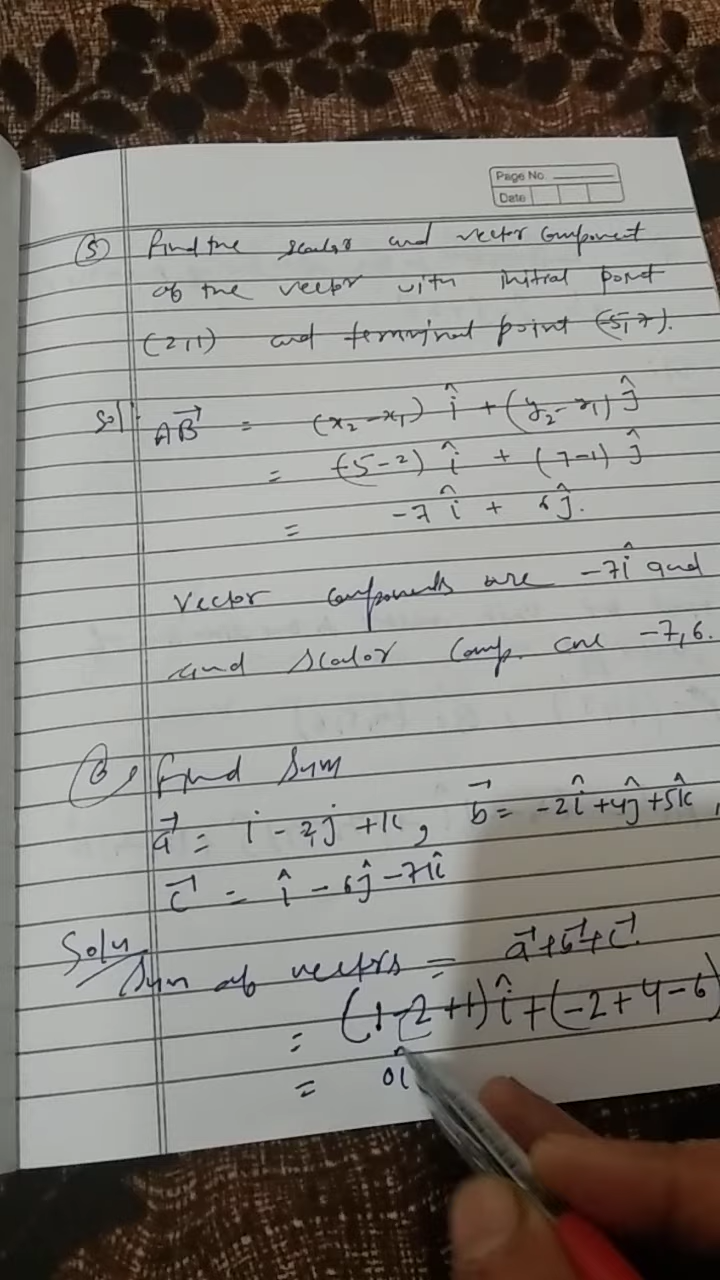 Page No.
Date
(5) Find the scalar and vector component
of the vector with initial point
(2,1) and terminal point (-5,7).
Sol: AB→ = (x₂-x₁) î + (y₂-y₁) ĵ
= (-5-2) î + (7-1) ĵ
= -7 î + 6 ĵ.
Vector components are -7î and
and scalar comp. are -7,6.
(6) Find Sum
a→ = i - 2j + k, b→ = -2î + 4ĵ + 5k̂,
c→ = î - 6ĵ - 7k̂
Soln Sum of vectors = a→ + b→ + c→.
= (1-2+1) î + (-2+4-6)
= 0î